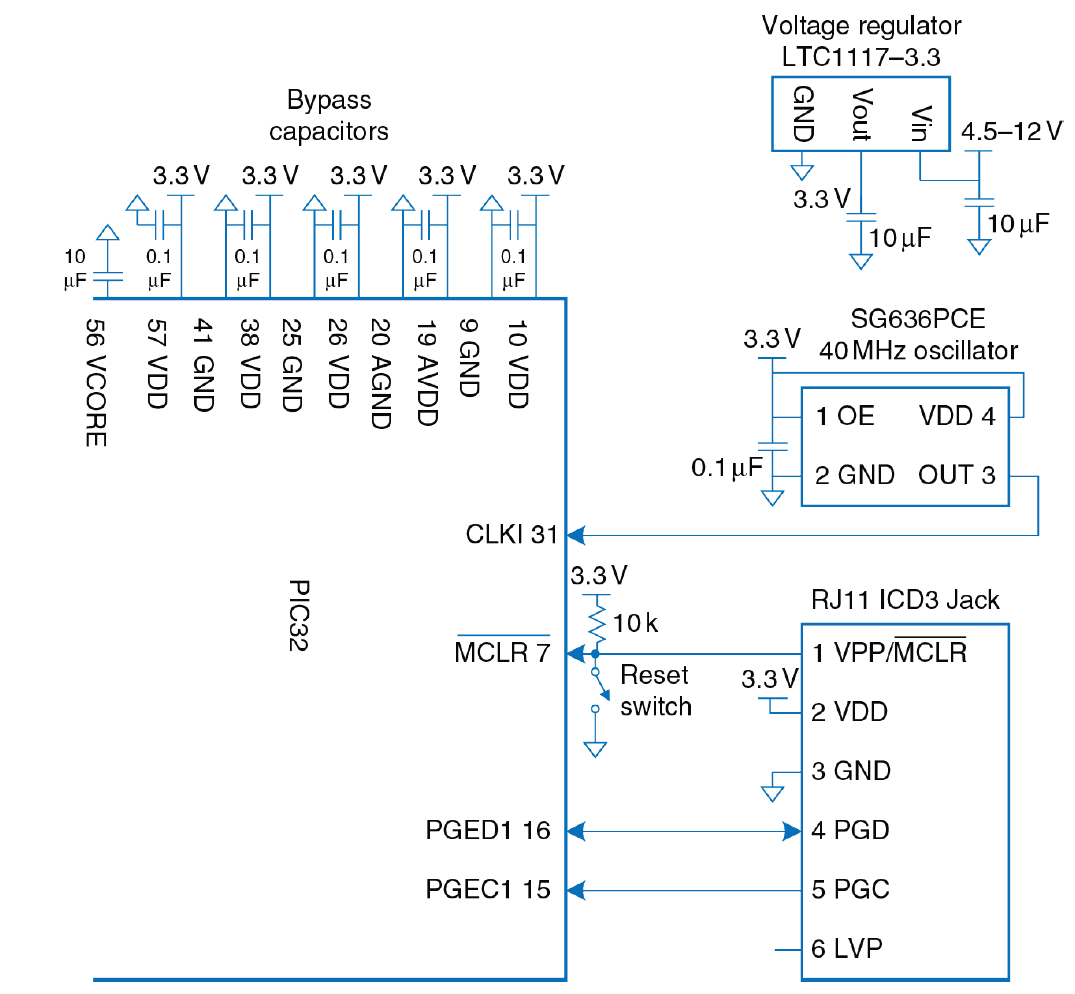 Voltage regulator
LTC1117–3.3
GND
Vout
Vin
4.5–12 V
3.3 V
10 μF
10 μF
Bypass
capacitors
3.3 V
3.3 V
3.3 V
3.3 V
3.3 V
10
μF
0.1
μF
0.1
μF
0.1
μF
0.1
μF
0.1
μF
56 VCORE
57 VDD
41 GND
38 VDD
25 GND
26 VDD
20 AGND
19 AVDD
9 GND
10 VDD
SG636PCE
40 MHz oscillator
3.3 V
1 OE
VDD 4
0.1 μF
2 GND
OUT 3
CLKI 31
PIC32
3.3 V
10 k
MCLR 7
Reset
switch
RJ11 ICD3 Jack
1 VPP/MCLR
3.3 V
2 VDD
3 GND
PGED1 16
4 PGD
PGEC1 15
5 PGC
6 LVP